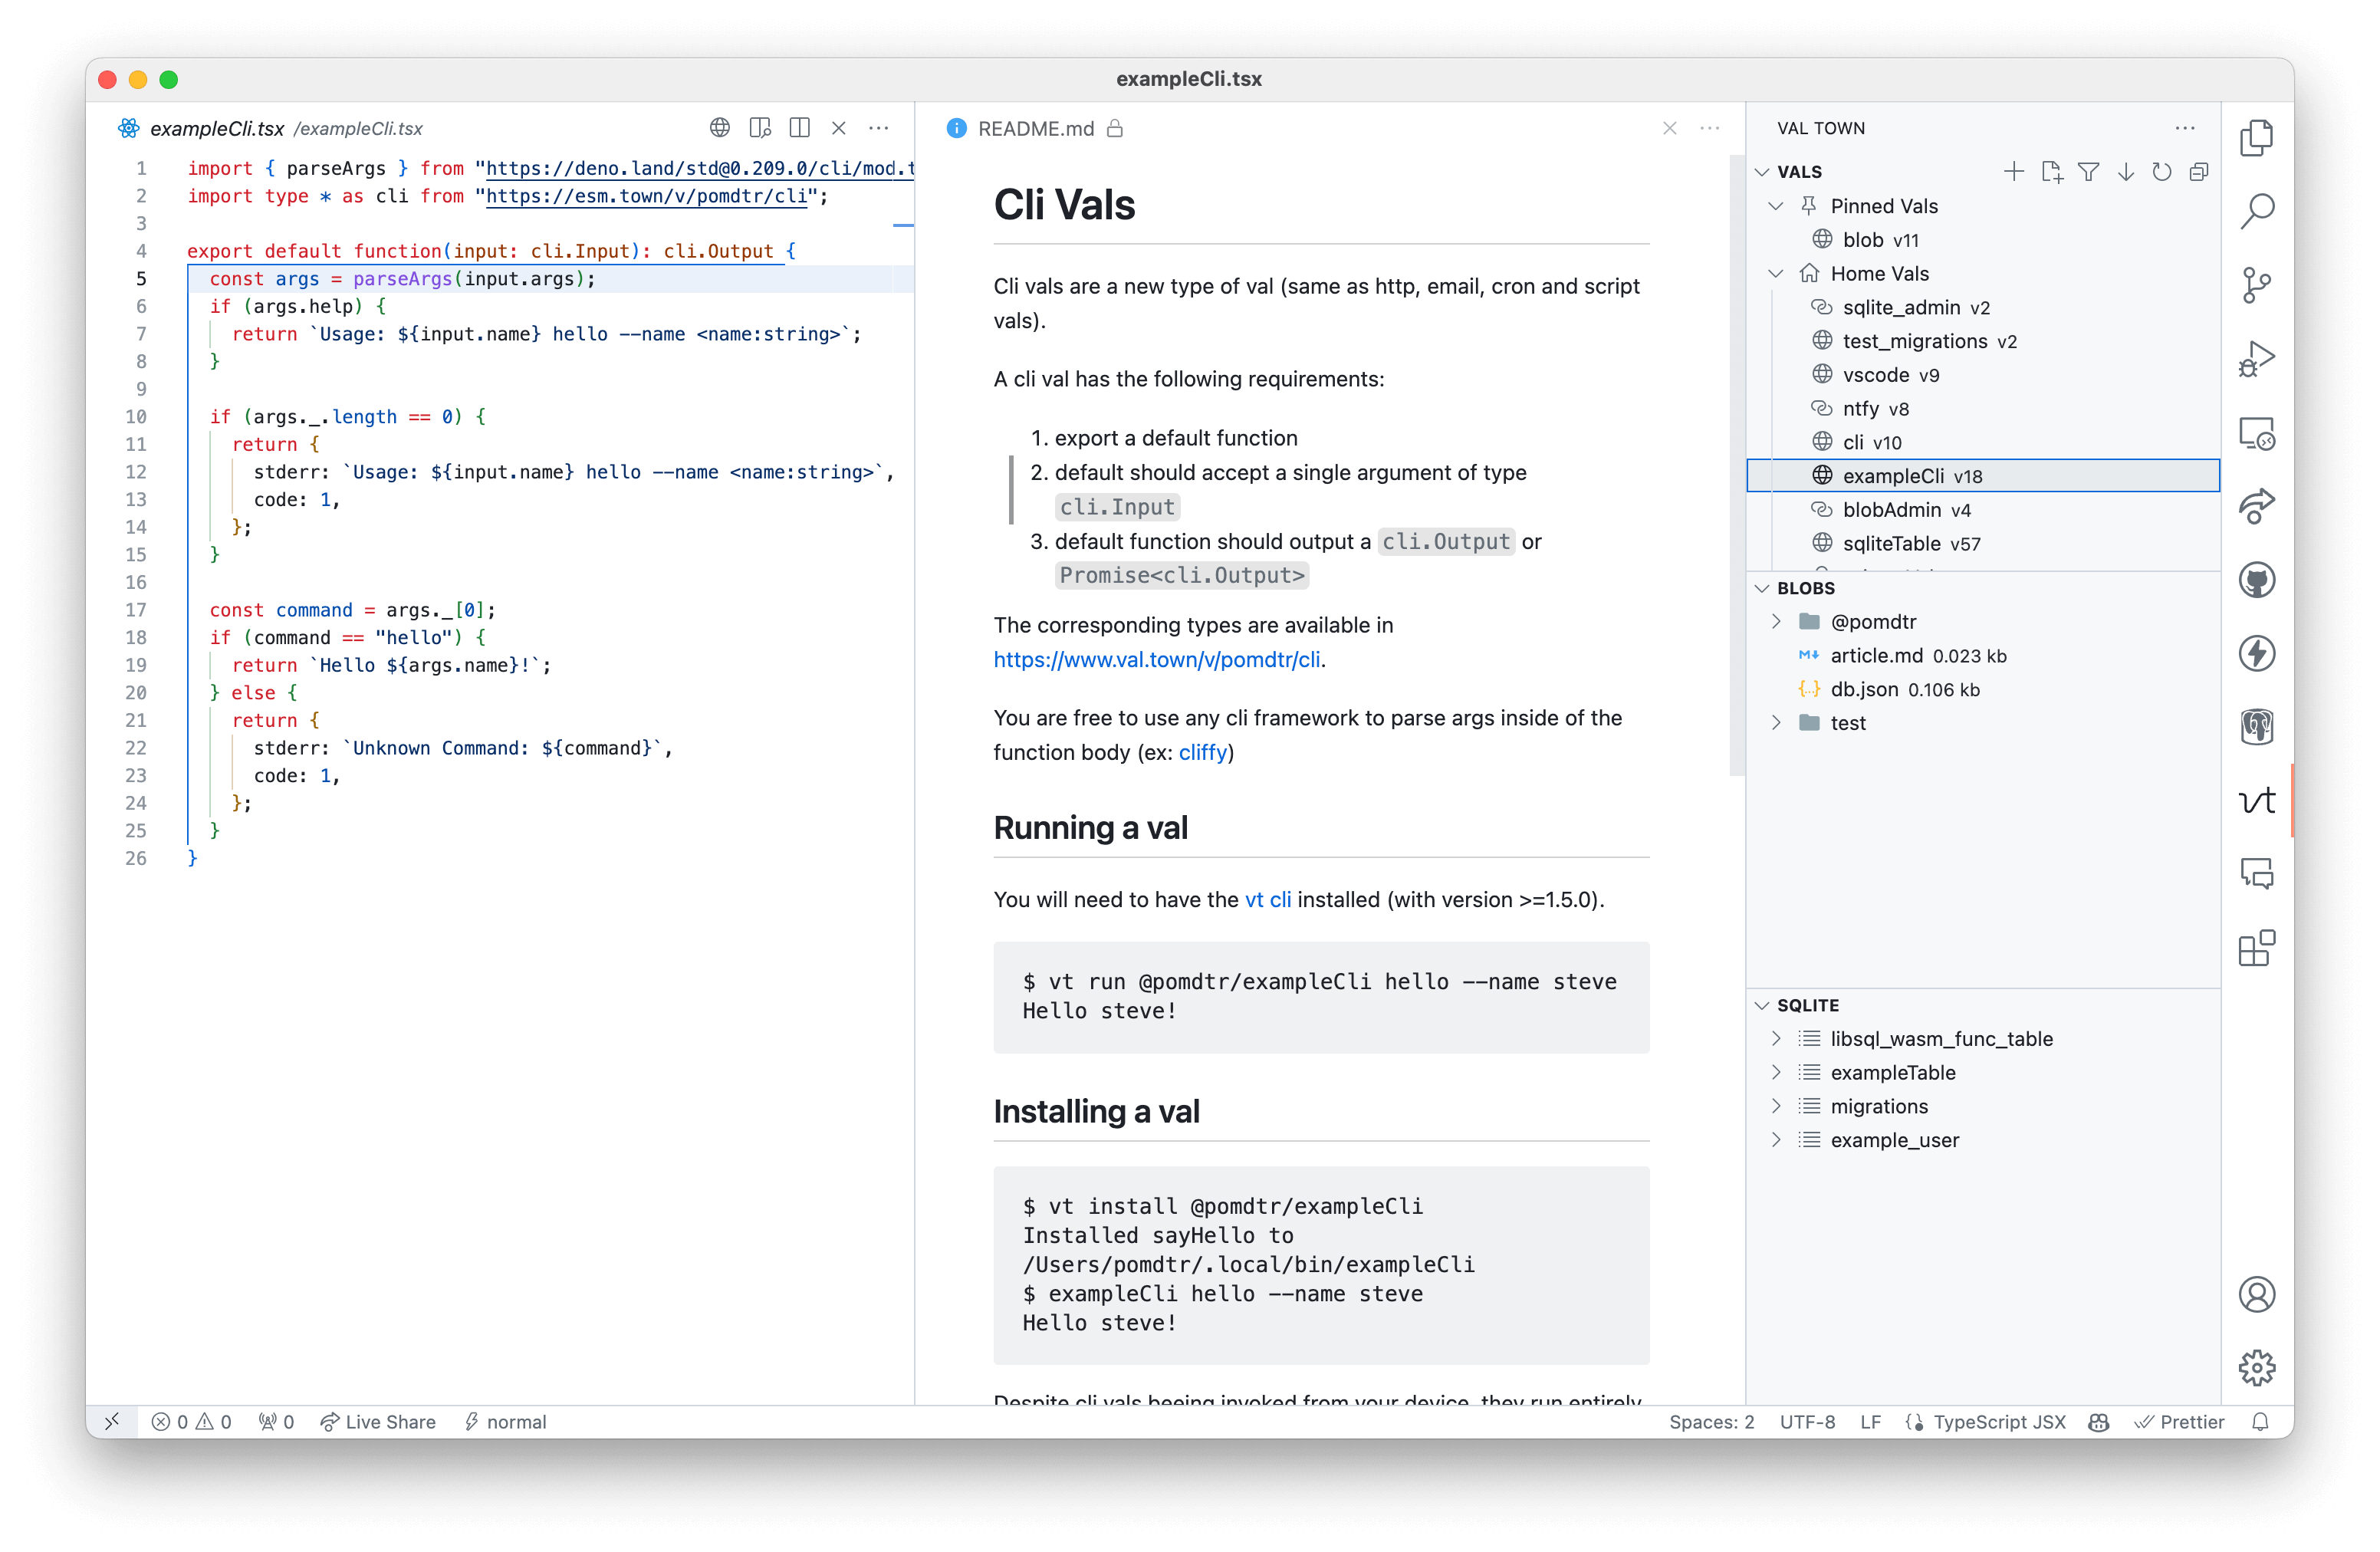 exampleCli.tsx
exampleCli.tsx /exampleCli.tsx
1 import { parseArgs } from "https://deno.land/std@0.209.0/cli/mod.t
2 import type * as cli from "https://esm.town/v/pomdtr/cli";
3
4 export default function(input: cli.Input): cli.Output {
5 const args = parseArgs(input.args);
6 if (args.help) {
7 return `Usage: ${input.name} hello --name <name:string>`;
8 }
9
10 if (args._.length == 0) {
11 return {
12 stderr: `Usage: ${input.name} hello --name <name:string>`,
13 code: 1,
14 };
15 }
16
17 const command = args._[0];
18 if (command == "hello") {
19 return `Hello ${args.name}!`;
20 } else {
21 return {
22 stderr: `Unknown Command: ${command}`,
23 code: 1,
24 };
25 }
26 }
README.md
Cli Vals
Cli vals are a new type of val (same as http, email, cron and script
vals).
A cli val has the following requirements:
1. export a default function
2. default should accept a single argument of type
cli.Input
3. default function should output a cli.Output or
Promise<cli.Output>
The corresponding types are available in
https://www.val.town/v/pomdtr/cli.
You are free to use any cli framework to parse args inside of the
function body (ex: cliffy)
Running a val
You will need to have the vt cli installed (with version >=1.5.0).
$ vt run @pomdtr/exampleCli hello --name steve
Hello steve!
Installing a val
$ vt install @pomdtr/exampleCli
Installed sayHello to
/Users/pomdtr/.local/bin/exampleCli
$ exampleCli hello --name steve
Hello steve!
Despite cli vals beeing invoked from your device, they run entirely
VAL TOWN
VALS
Pinned Vals
blob v11
Home Vals
sqlite_admin v2
test_migrations v2
vscode v9
ntfy v8
cli v10
exampleCli v18
blobAdmin v4
sqliteTable v57
BLOBS
@pomdtr
article.md 0.023 kb
db.json 0.106 kb
test
SQLITE
libsql_wasm_func_table
exampleTable
migrations
example_user
vt
0 0 0 Live Share normal
Spaces: 2 UTF-8 LF TypeScript JSX Prettier